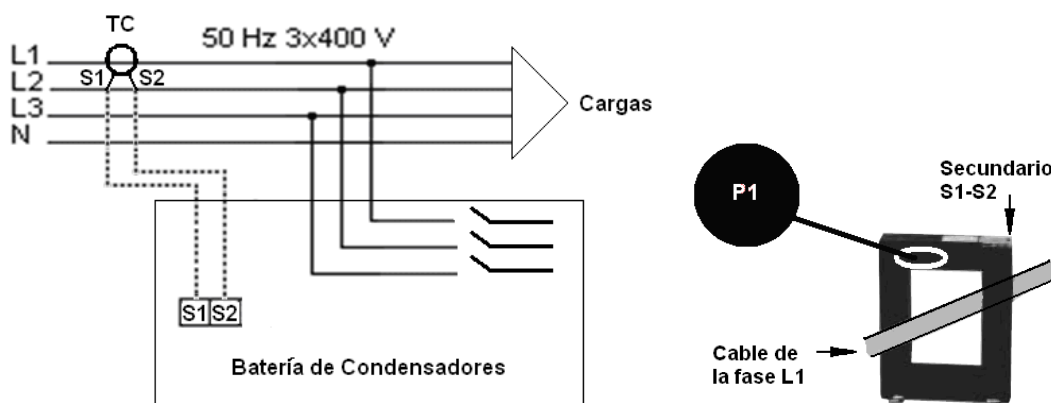 TC
50 Hz 3x400 V
L1
S1 S2
L2
L3
N
Cargas
S1 S2
Batería de Condensadores
P1
Secundario
S1-S2
Cable de
la fase L1